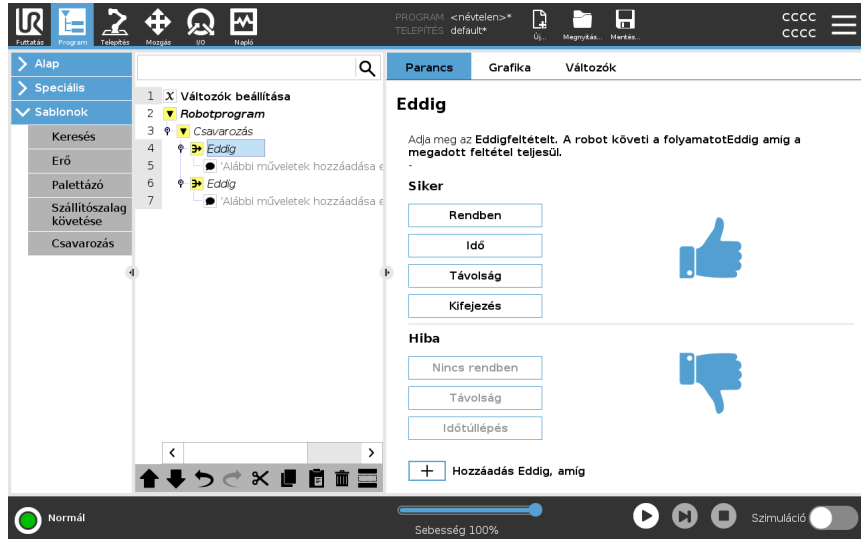 UR
Futtatás
Program
Telepítés
Mozgás
I/O
Napló
PROGRAM <névtelen>*
TELEPÍTÉS default*
Új...
Megnyitás...
Mentés...
CCCC
CCCC
Alap
Speciális
Sablonok
Keresés
Erő
Palettázó
Szállítószalag
követése
Csavarozás
1 X Változók beállítása
2 Robotprogram
3 Csavarozás
4 Eddig
5 'Alábbi műveletek hozzáadása e
6 Eddig
7 'Alábbi műveletek hozzáadása e
Parancs
Grafika
Változók
Eddig
Adja meg az Eddigfeltételt. A robot követi a folyamatotEddig amíg a
megadott feltétel teljesül.
-
Siker
Rendben
Idő
Távolság
Kifejezés
Hiba
Nincs rendben
Távolság
Időtúllépés
+ Hozzáadás Eddig, amíg
Normál
Sebesség 100%
Szimuláció